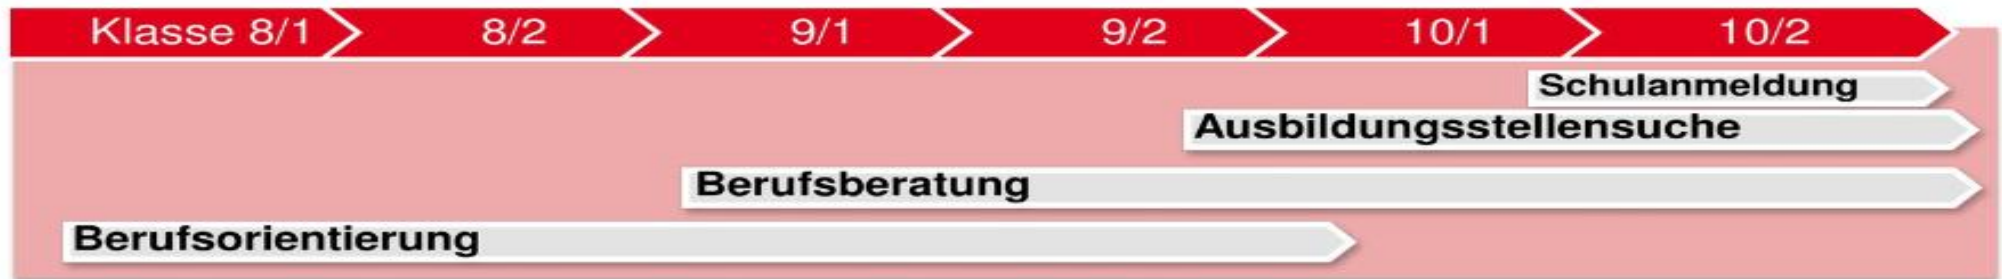 Klasse 8/1 8/2 9/1 9/2 10/1 10/2
Schulanmeldung
Ausbildungsstellensuche
Berufsberatung
Berufsorientierung